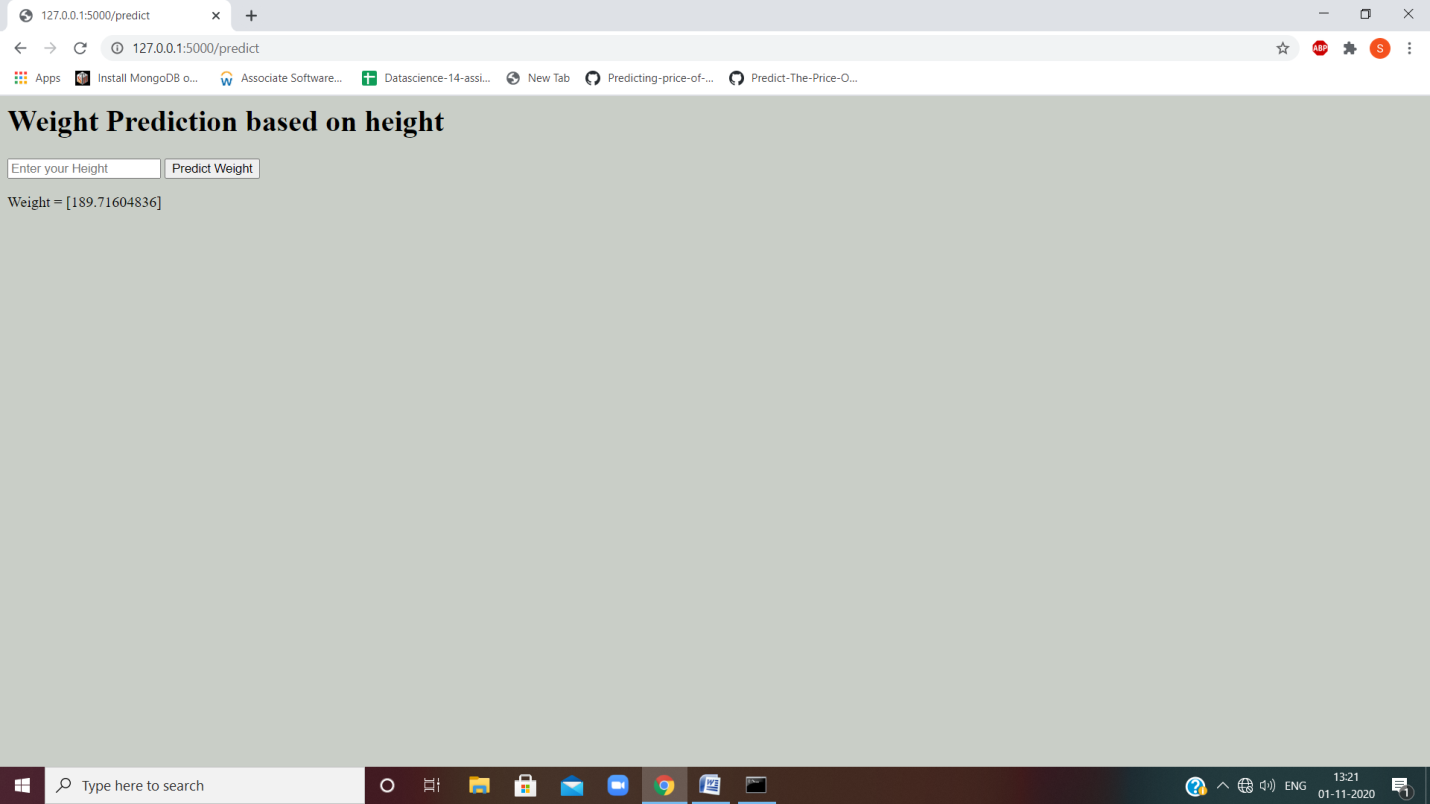 127.0.0.1:5000/predict
127.0.0.1:5000/predict
ABP
S
Apps Install MongoDB o... Associate Software... Datascience-14-assi... New Tab Predicting-price-of-... Predict-The-Price-O...
Weight Prediction based on height
Enter your Height Predict Weight
Weight = [189.71604836]
Type here to search
ENG
13:21
01-11-2020
1